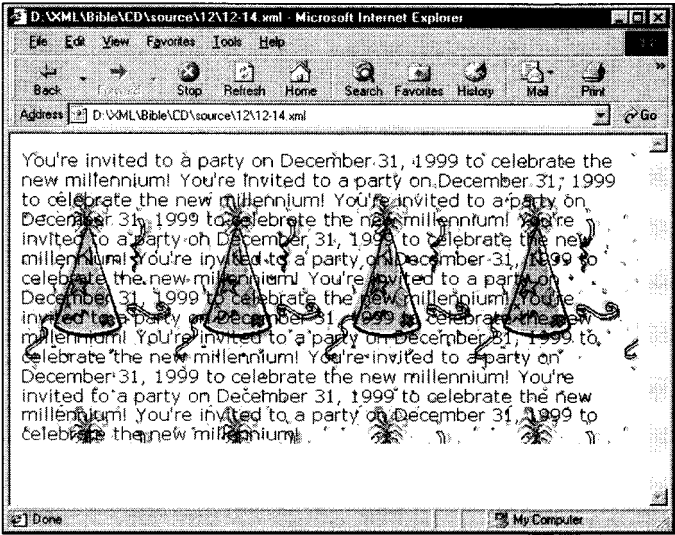 D:\XML\Bible\CD\source\12\12-14.xml - Microsoft Internet Explorer
File Edit View Favorites Tools Help
Back Forward Stop Refresh Home Search Favorites History Mail Print »
Address D:\XML\Bible\CD\source\12\12-14.xml Go
You're invited to a party on December 31, 1999 to celebrate the
new millennium! You're invited to a party on December 31, 1999
to celebrate the new millennium! You're invited to a party on
December 31, 1999 to celebrate the new millennium! You're
invited to a party on December 31, 1999 to celebrate the new
millennium! You're invited to a party on December 31, 1999 to
celebrate the new millennium! You're invited to a party on
December 31, 1999 to celebrate the new millennium! You're
invited to a party on December 31, 1999 to celebrate the new
millennium! You're invited to a party on December 31, 1999 to
celebrate the new millennium! You're invited to a party on
December 31, 1999 to celebrate the new millennium! You're
invited to a party on December 31, 1999 to celebrate the new
millennium! You're invited to a party on December 31, 1999 to
celebrate the new millennium!
Done My Computer